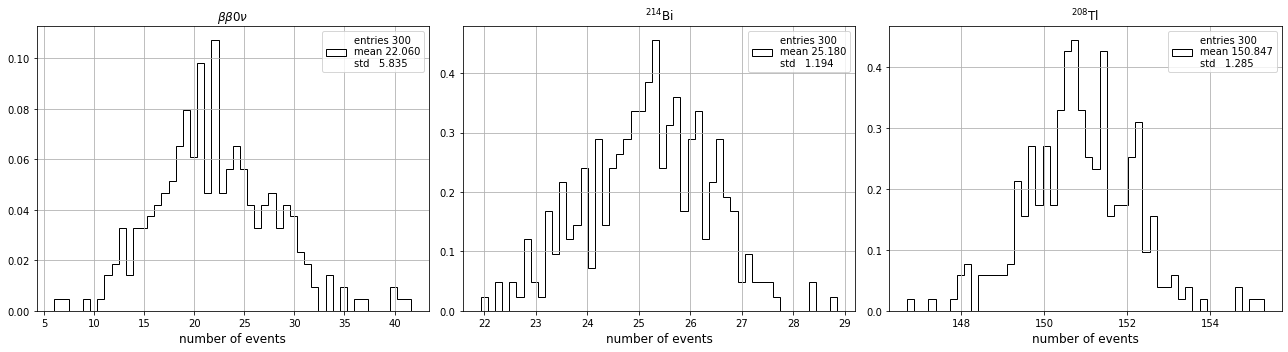 ββ0ν
entries 300
mean 22.060
std 5.835
0.10
0.08
0.06
0.04
0.02
0.00
5 10 15 20 25 30 35 40
number of events
²¹⁴Bi
entries 300
mean 25.180
std 1.194
0.4
0.3
0.2
0.1
0.0
22 23 24 25 26 27 28 29
number of events
²⁰⁸Tl
entries 300
mean 150.847
std 1.285
0.4
0.3
0.2
0.1
0.0
148 150 152 154
number of events